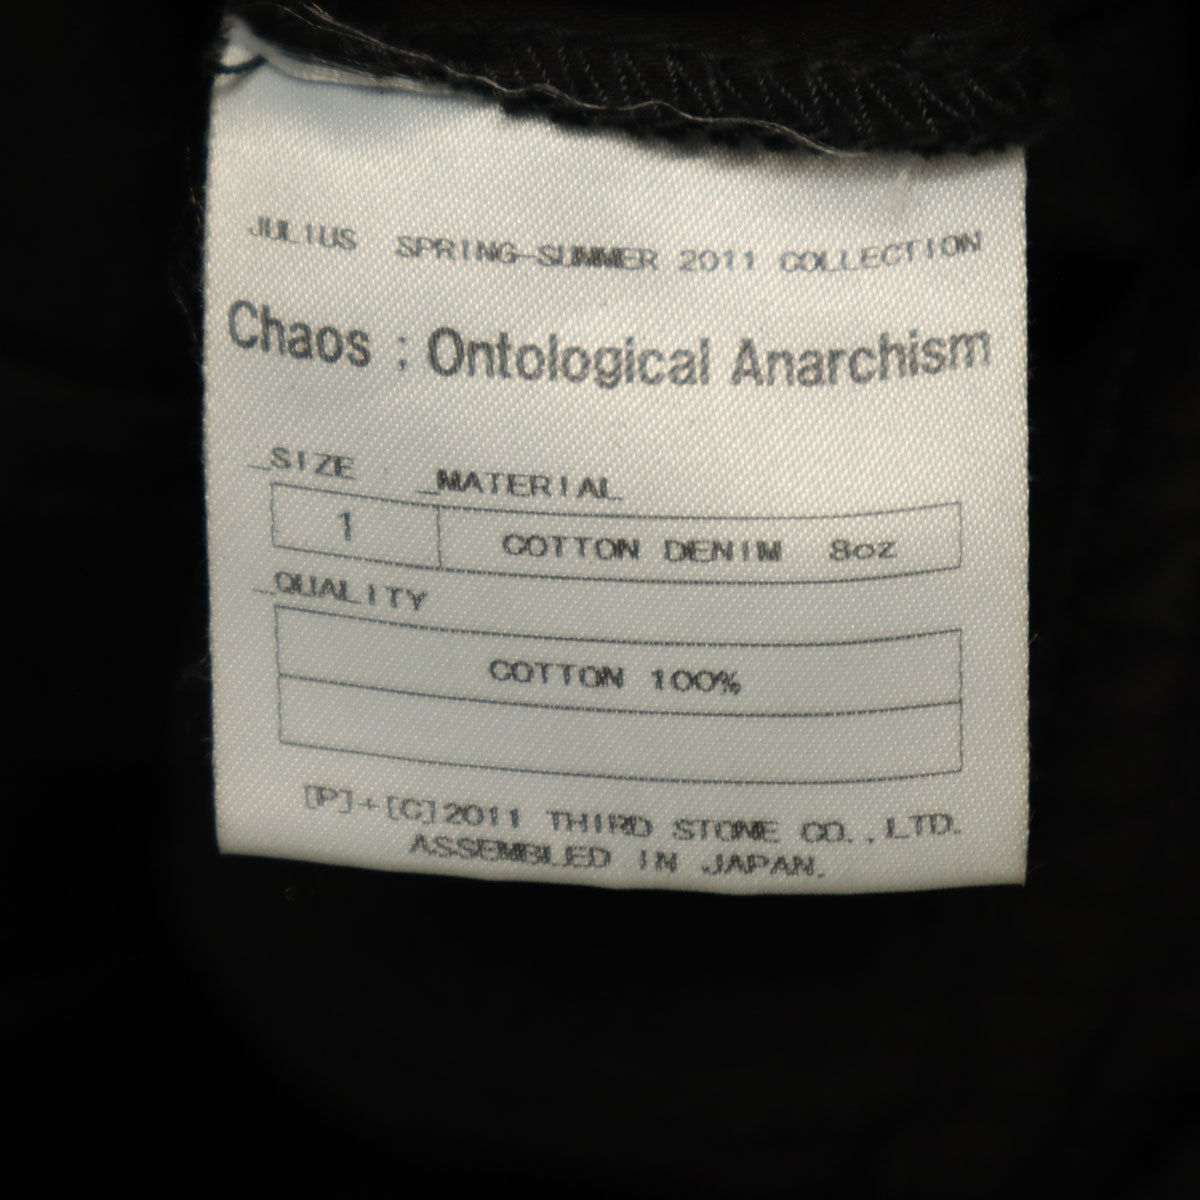 JULIUS SPRING-SUMMER 2011 COLLECTION
Chaos : Ontological Anarchism
_SIZE _MATERIAL
1 COTTON DENIM 8oz
_QUALITY
COTTON 100%
[P]+[C]2011 THIRD STONE CO.,LTD.
ASSEMBLED IN JAPAN.